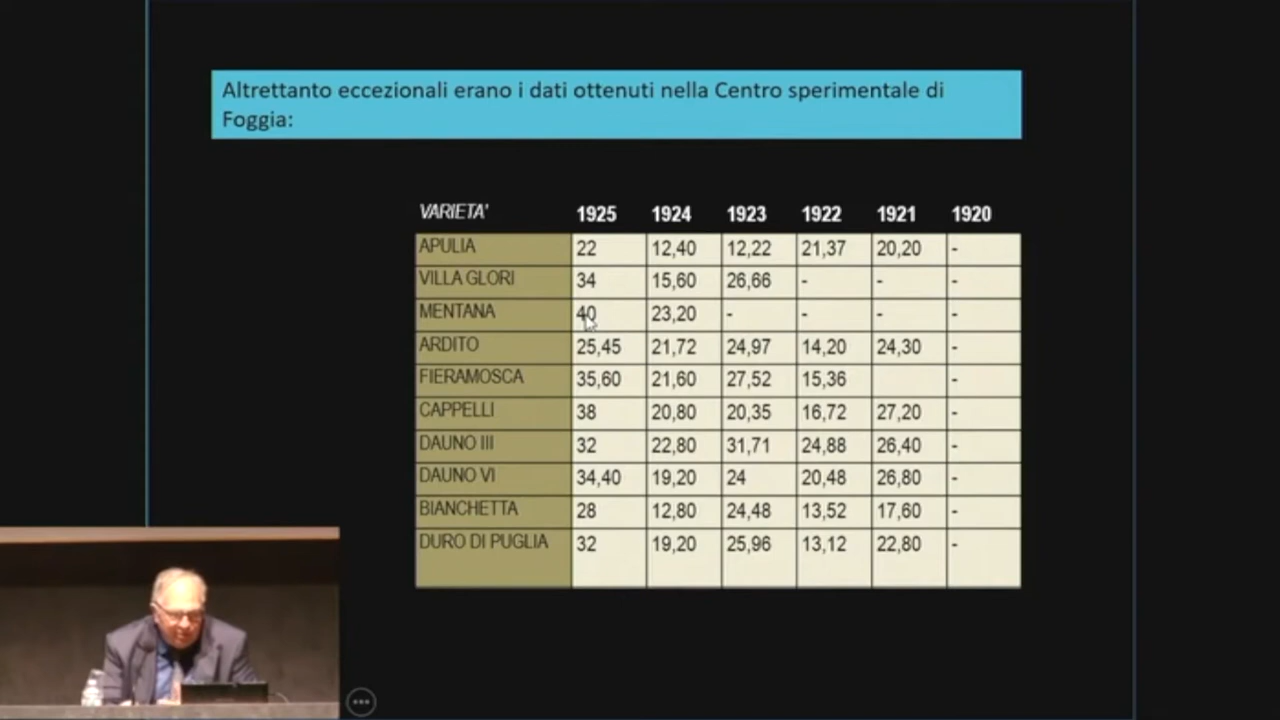 Altrettanto eccezionali erano i dati ottenuti nella Centro sperimentale di
Foggia:
VARIETA' 1925 1924 1923 1922 1921 1920
APULIA 22 12,40 12,22 21,37 20,20 -
VILLA GLORI 34 15,60 26,66 - - -
MENTANA 40 23,20 - - - -
ARDITO 25,45 21,72 24,97 14,20 24,30 -
FIERAMOSCA 35,60 21,60 27,52 15,36 -
CAPPELLI 38 20,80 20,35 16,72 27,20 -
DAUNO III 32 22,80 31,71 24,88 26,40 -
DAUNO VI 34,40 19,20 24 20,48 26,80 -
BIANCHETTA 28 12,80 24,48 13,52 17,60 -
DURO DI PUGLIA 32 19,20 25,96 13,12 22,80 -